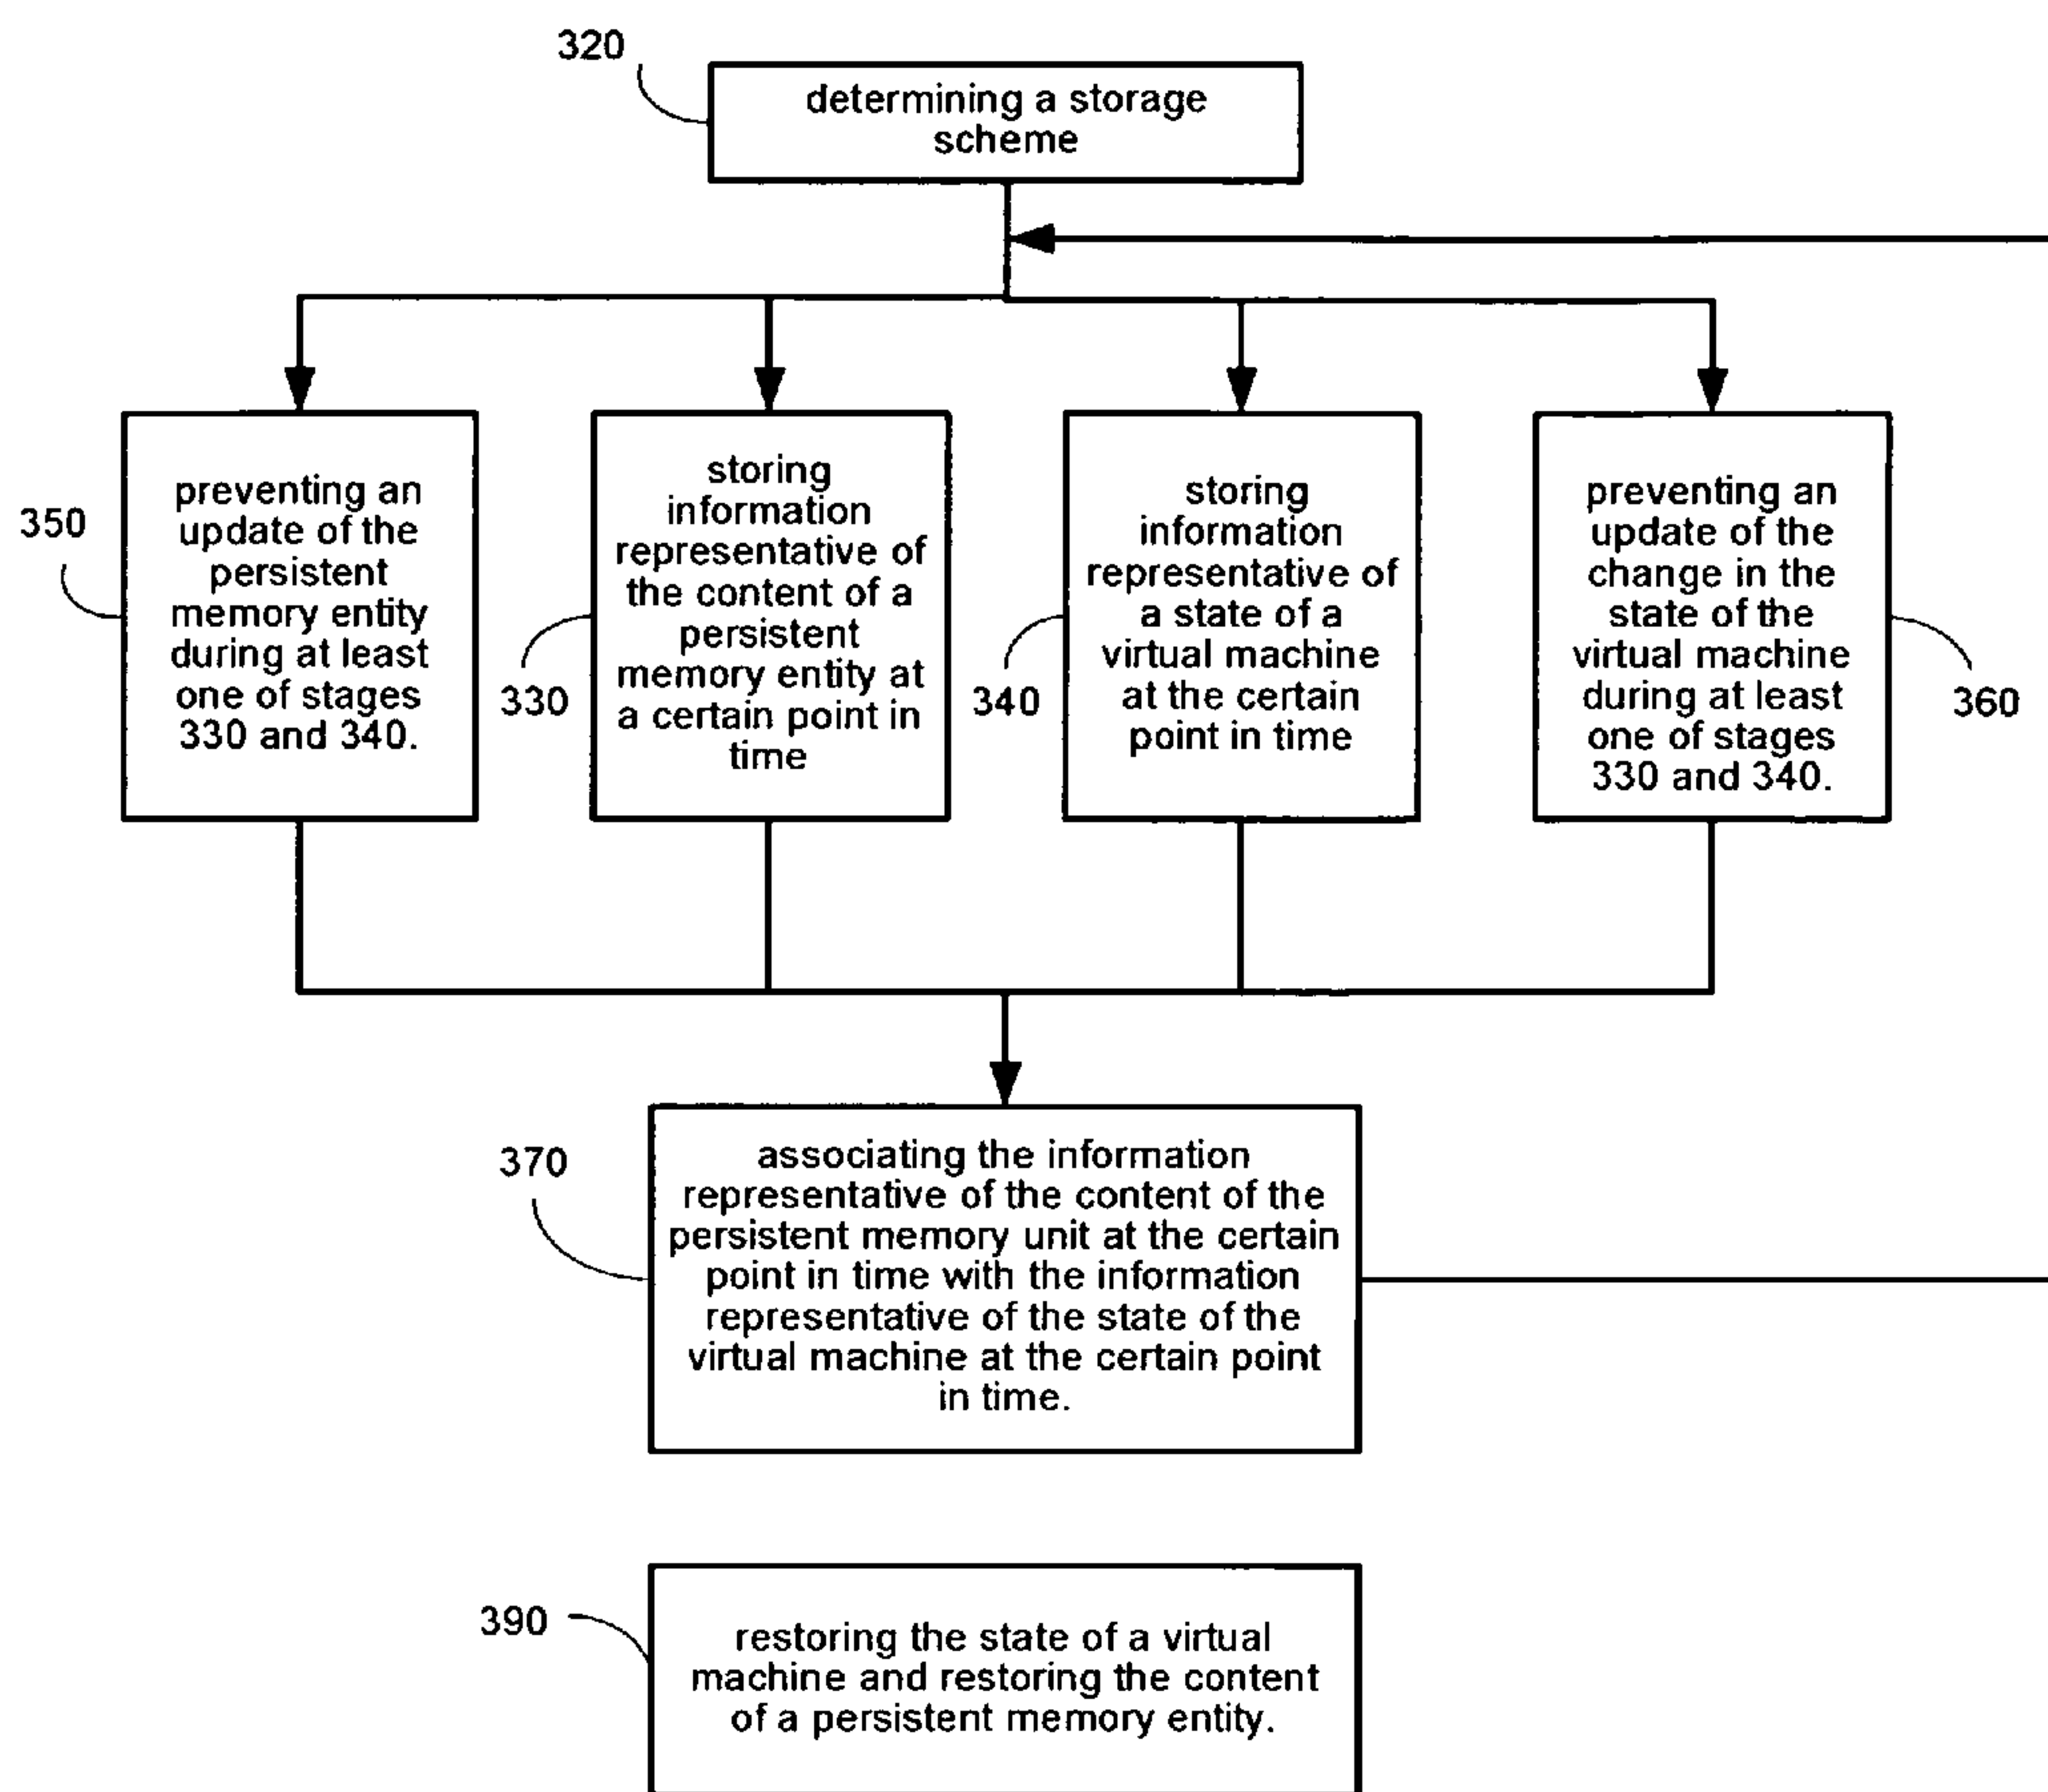 320
determining a storage
scheme
350
preventing an
update of the
persistent
memory entity
during at least
one of stages
330 and 340.
330
storing
information
representative of
the content of a
persistent
memory entity at
a certain point in
time
340
storing
information
representative of
a state of a
virtual machine
at the certain
point in time
preventing an
update of the
change in the
state of the
virtual machine
during at least
one of stages
330 and 340.
360
370
associating the information
representative of the content of the
persistent memory unit at the certain
point in time with the information
representative of the state of the
virtual machine at the certain point
in time.
390
restoring the state of a virtual
machine and restoring the content
of a persistent memory entity.